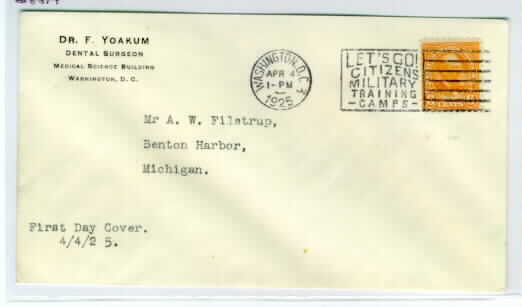 DR. F. YOAKUM
DENTAL SURGEON
MEDICAL SCIENCE BUILDING
WASHINGTON, D. C.
WASHINGTON, D.C.
APR 4
1-PM
1925
LET'S GO!
CITIZENS
MILITARY
TRAINING
-CAMPS-
Mr A. W. Filstrup,
Benton Harbor,
Michigan.
First Day Cover.
4/4/2 5.